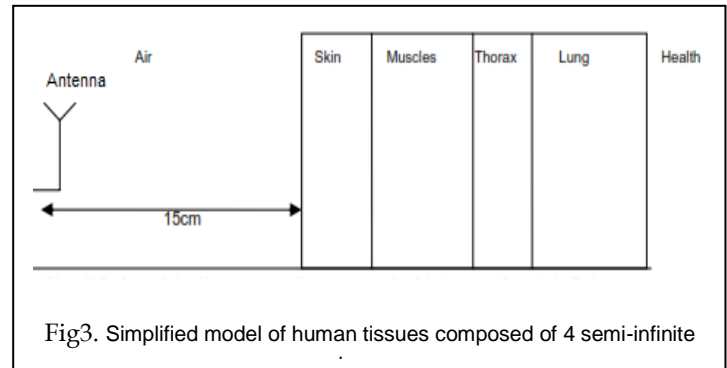 Air Skin Muscles Thorax Lung Health
Antenna
15cm
Fig3. Simplified model of human tissues composed of 4 semi-infinite